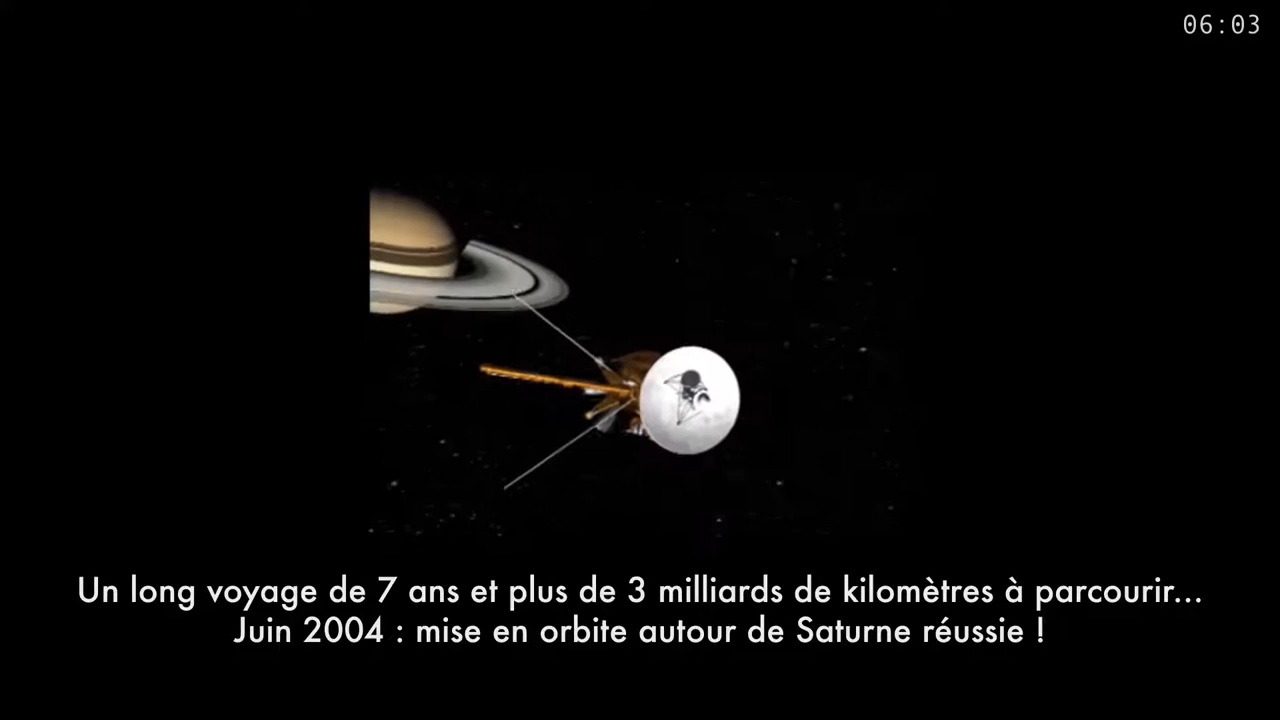 06:03
Un long voyage de 7 ans et plus de 3 milliards de kilomètres à parcourir...
Juin 2004 : mise en orbite autour de Saturne réussie !